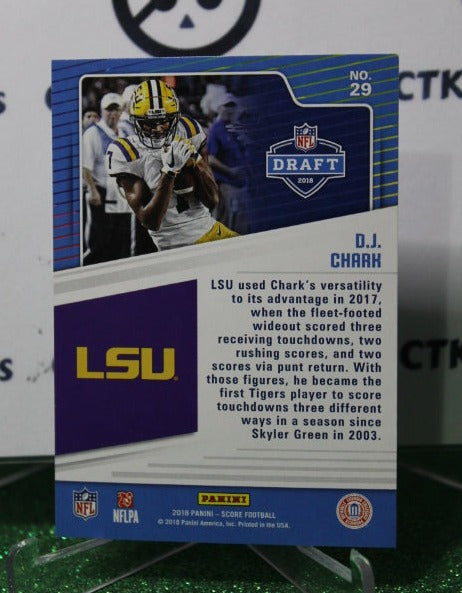 CTK
NO.
29
7
NFL
DRAFT
2018
D.J.
CHARK
LSU used Chark's versatility
to its advantage in 2017,
when the fleet-footed
wideout scored three
receiving touchdowns, two
rushing scores, and two
scores via punt return. With
those figures, he became the
first Tigers player to score
touchdowns three different
ways in a season since
Skyler Green in 2003.
LSU
NFL
NFLPA
PANINI
2018 PANINI – SCORE FOOTBALL
© 2018 Panini America, Inc. Printed in the USA.